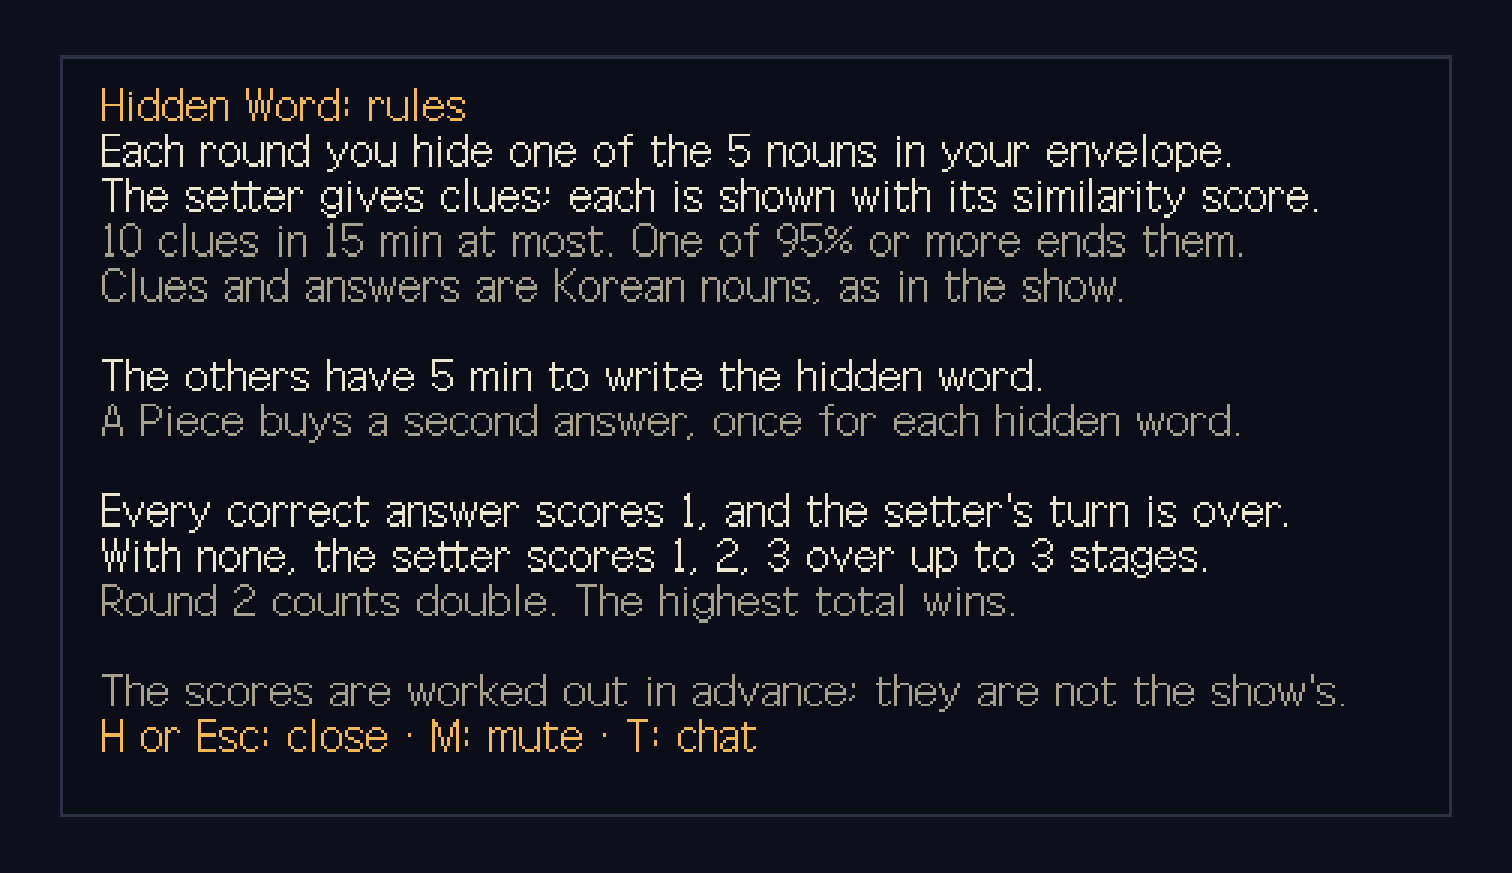 Hidden Word: rules
Each round you hide one of the 5 nouns in your envelope.
The setter gives clues; each is shown with its similarity score.
10 clues in 15 min at most. One of 95% or more ends them.
Clues and answers are Korean nouns, as in the show.
The others have 5 min to write the hidden word.
A Piece buys a second answer, once for each hidden word.
Every correct answer scores 1, and the setter's turn is over.
With none, the setter scores 1, 2, 3 over up to 3 stages.
Round 2 counts double. The highest total wins.
The scores are worked out in advance; they are not the show's.
H or Esc: close · M: mute · T: chat